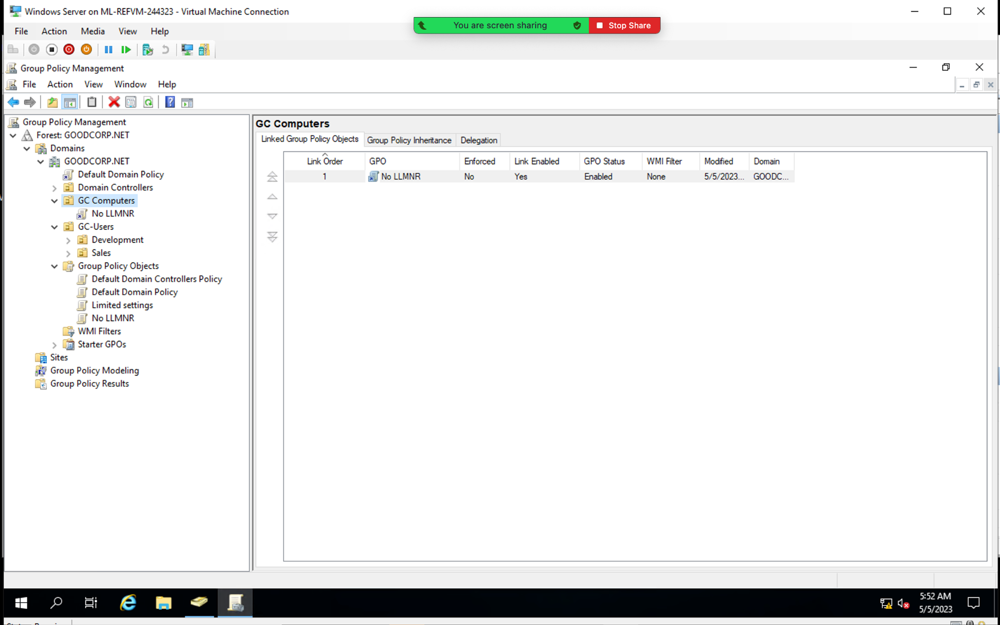 Windows Server on ML-REFVM-244323 - Virtual Machine Connection
You are screen sharing
Stop Share
File Action Media View Help
Group Policy Management
File Action View Window Help
Group Policy Management
Forest: GOODCORP.NET
Domains
GOODCORP.NET
Default Domain Policy
Domain Controllers
GC Computers
No LLMNR
GC-Users
Development
Sales
Group Policy Objects
Default Domain Controllers Policy
Default Domain Policy
Limited settings
No LLMNR
WMI Filters
Starter GPOs
Sites
Group Policy Modeling
Group Policy Results
GC Computers
Linked Group Policy Objects Group Policy Inheritance Delegation
Link Order GPO Enforced Link Enabled GPO Status WMI Filter Modified Domain
1 No LLMNR No Yes Enabled None 5/5/2023... GOODC...
5:52 AM
5/5/2023